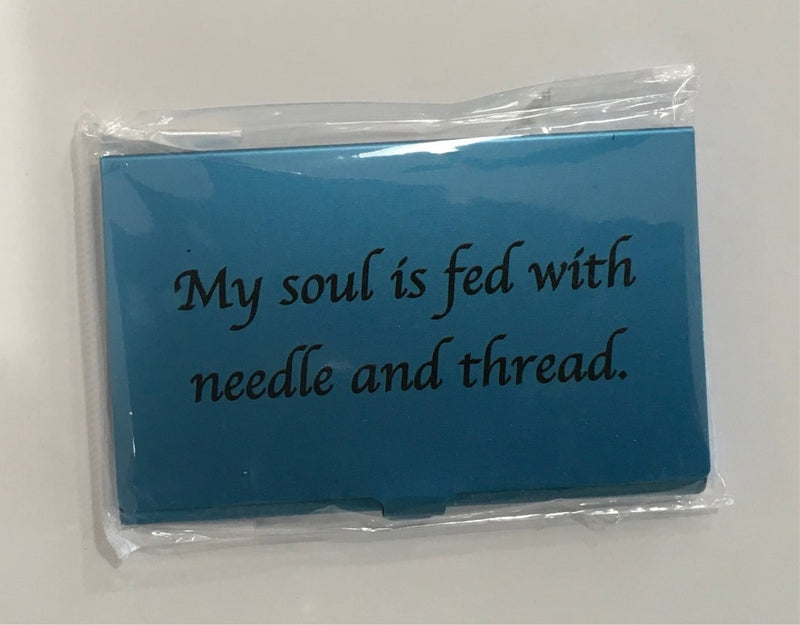 My soul is fed with
needle and thread.